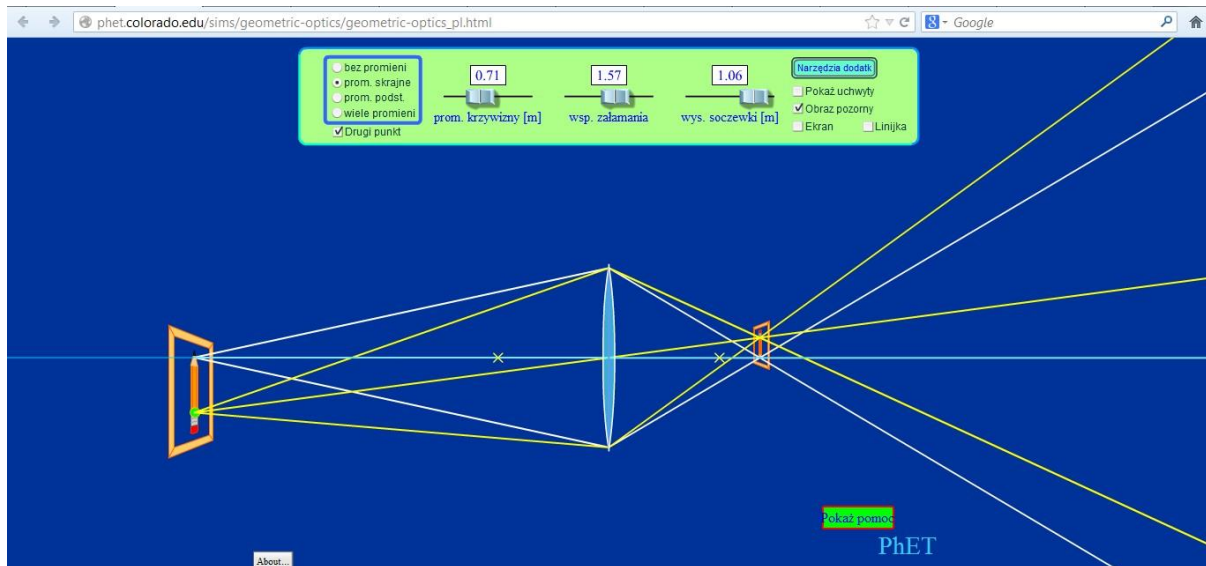 phet.colorado.edu/sims/geometric-optics/geometric-optics_pl.html
8 Google
bez promieni
prom. skrajne
prom. podst.
wiele promieni
Drugi punkt
0.71
prom. krzywizny [m]
1.57
wsp. załamania
1.06
wys. soczewki [m]
Narzędzia dodatk
Pokaż uchwyty
Obraz pozorny
Ekran
Linijka
Pokaż pomoc
PhET
About...